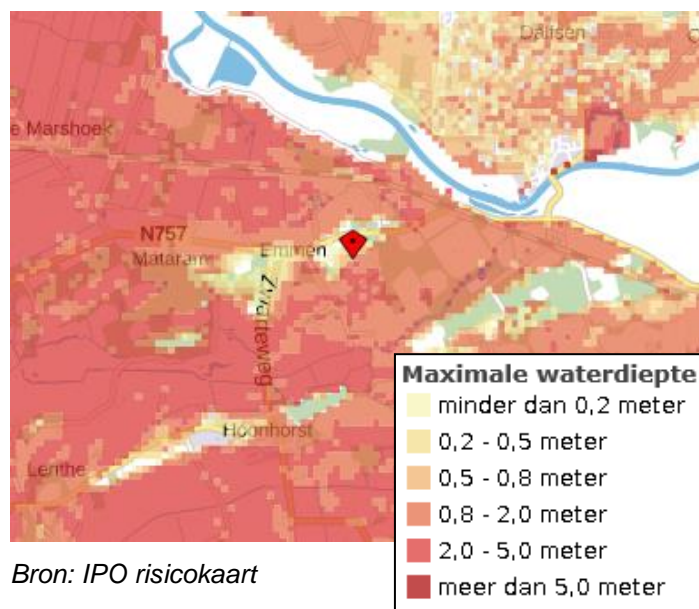 Dalfsen
e Marshoek
N757
Mataram
Emmen
Zwarteweg
Hoonhorst
Lenthe
Maximale waterdiepte
minder dan 0,2 meter
0,2 - 0,5 meter
0,5 - 0,8 meter
0,8 - 2,0 meter
2,0 - 5,0 meter
meer dan 5,0 meter
Bron: IPO risicokaart